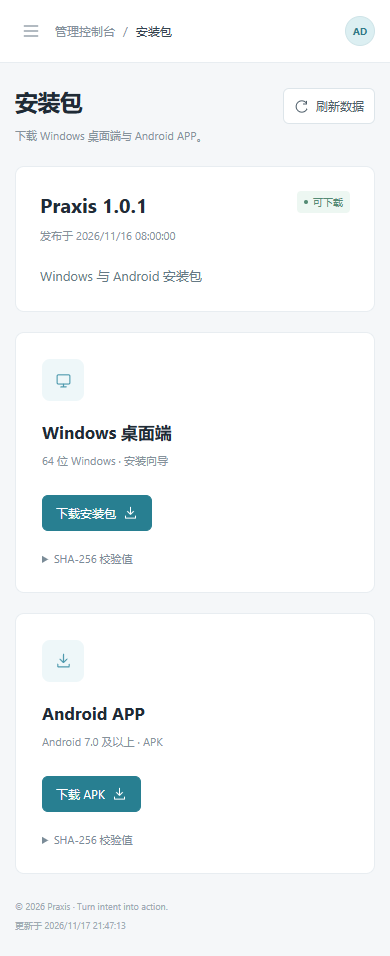 管理控制台 / 安装包
AD
安装包
刷新数据
下载 Windows 桌面端与 Android APP。
Praxis 1.0.1
可下载
发布于 2026/11/16 08:00:00
Windows 与 Android 安装包
Windows 桌面端
64 位 Windows · 安装向导
下载安装包
SHA-256 校验值
Android APP
Android 7.0 及以上 · APK
下载 APK
SHA-256 校验值
© 2026 Praxis · Turn intent into action.
更新于 2026/11/17 21:47:13